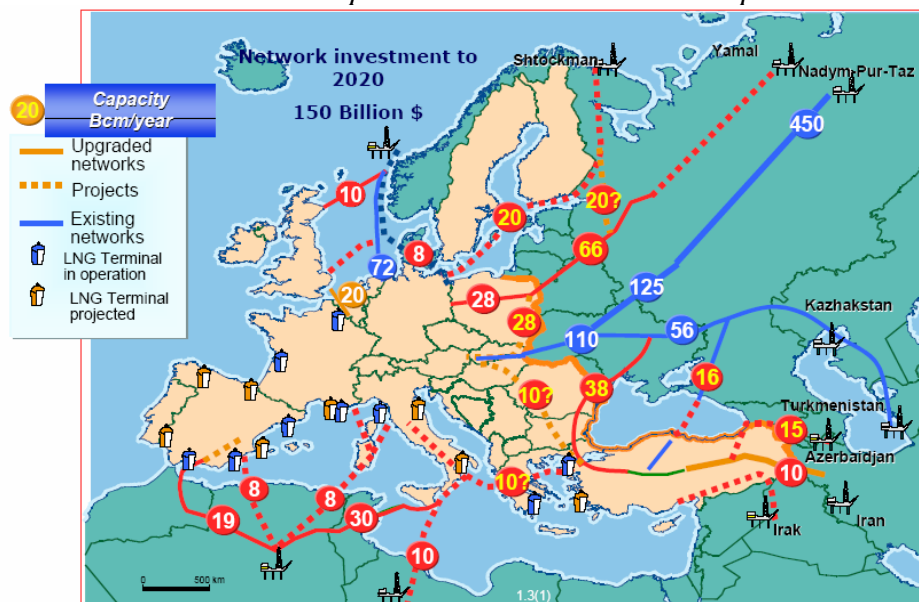 Network investment to
2020
150 Billion $
20
Capacity
Bcm/year
Upgraded
networks
Projects
Existing
networks
LNG Terminal
in operation
LNG Terminal
projected
Shtockman
Yamal
Nadym-Pur-Taz
450
10
20?
20
66
8
72
20
28
125
28
Kazhakstan
56
110
16
38
10?
Turkmenistan
15
Azerbaidjan
10
10?
8
8
19
30
Irak
Iran
10
0
500 km
1.3(1)